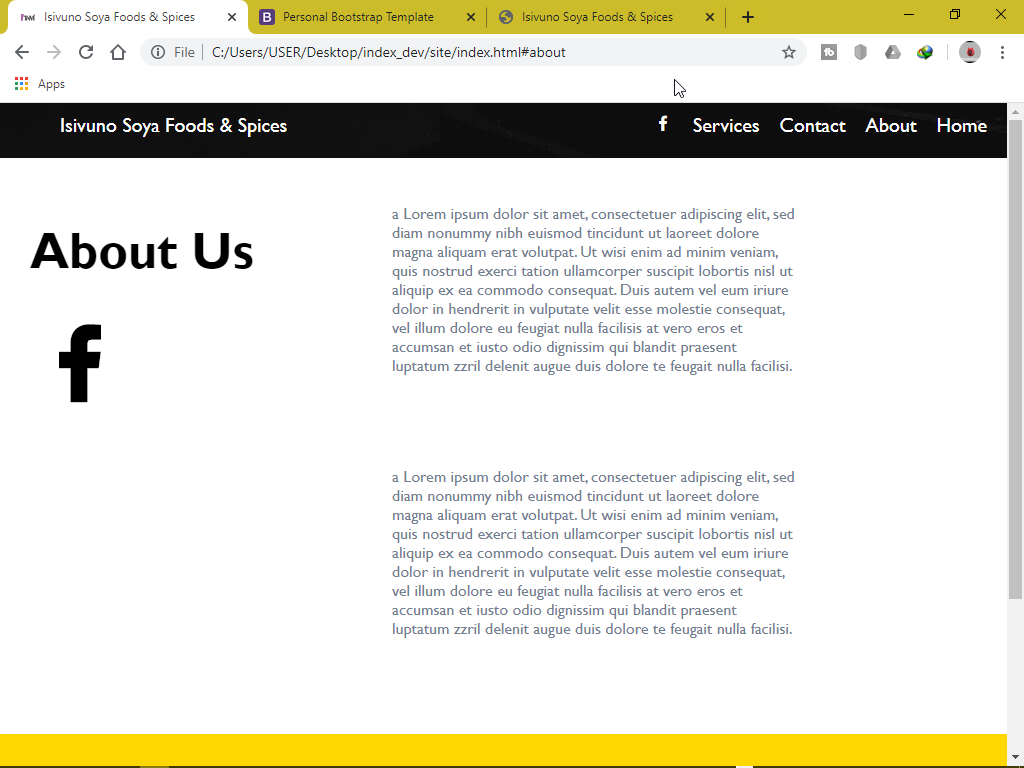 Isivuno Soya Foods & Spices
Personal Bootstrap Template
Isivuno Soya Foods & Spices
File
C:/Users/USER/Desktop/index_dev/site/index.html#about
Apps
Isivuno Soya Foods & Spices
Services
Contact
About
Home
About Us
a Lorem ipsum dolor sit amet, consectetuer adipiscing elit, sed
diam nonummy nibh euismod tincidunt ut laoreet dolore
magna aliquam erat volutpat. Ut wisi enim ad minim veniam,
quis nostrud exerci tation ullamcorper suscipit lobortis nisl ut
aliquip ex ea commodo consequat. Duis autem vel eum iriure
dolor in hendrerit in vulputate velit esse molestie consequat,
vel illum dolore eu feugiat nulla facilisis at vero eros et
accumsan et iusto odio dignissim qui blandit praesent
luptatum zzril delenit augue duis dolore te feugait nulla facilisi.
a Lorem ipsum dolor sit amet, consectetuer adipiscing elit, sed
diam nonummy nibh euismod tincidunt ut laoreet dolore
magna aliquam erat volutpat. Ut wisi enim ad minim veniam,
quis nostrud exerci tation ullamcorper suscipit lobortis nisl ut
aliquip ex ea commodo consequat. Duis autem vel eum iriure
dolor in hendrerit in vulputate velit esse molestie consequat,
vel illum dolore eu feugiat nulla facilisis at vero eros et
accumsan et iusto odio dignissim qui blandit praesent
luptatum zzril delenit augue duis dolore te feugait nulla facilisi.